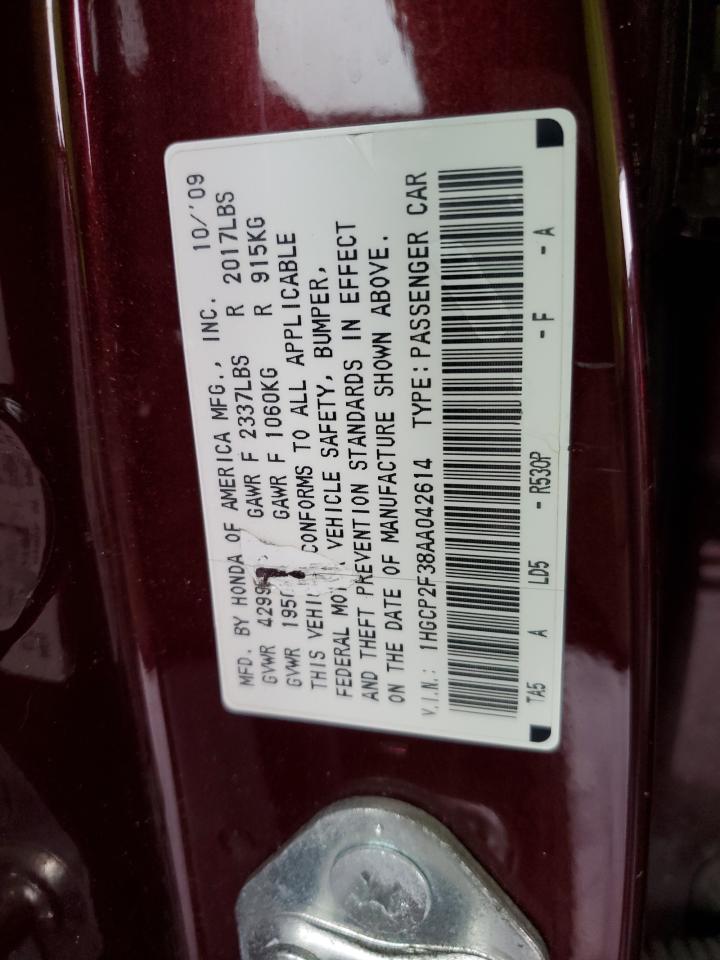 MFD. BY HONDA OF AMERICA MFG., INC. 10/'09
GVWR GAWR F 2337LBS R 2017LBS
GVWR GAWR F 1060KG R 915KG
THIS CONFORMS TO ALL APPLICABLE
FEDERAL VEHICLE SAFETY, BUMPER,
AND THEFT PREVENTION STANDARDS IN EFFECT
ON THE DATE OF MANUFACTURE SHOWN ABOVE.
V.I.N.: 1HGCP2F38AA042614 TYPE: PASSENGER CAR
TA5 A LD5 - R530P - F - A